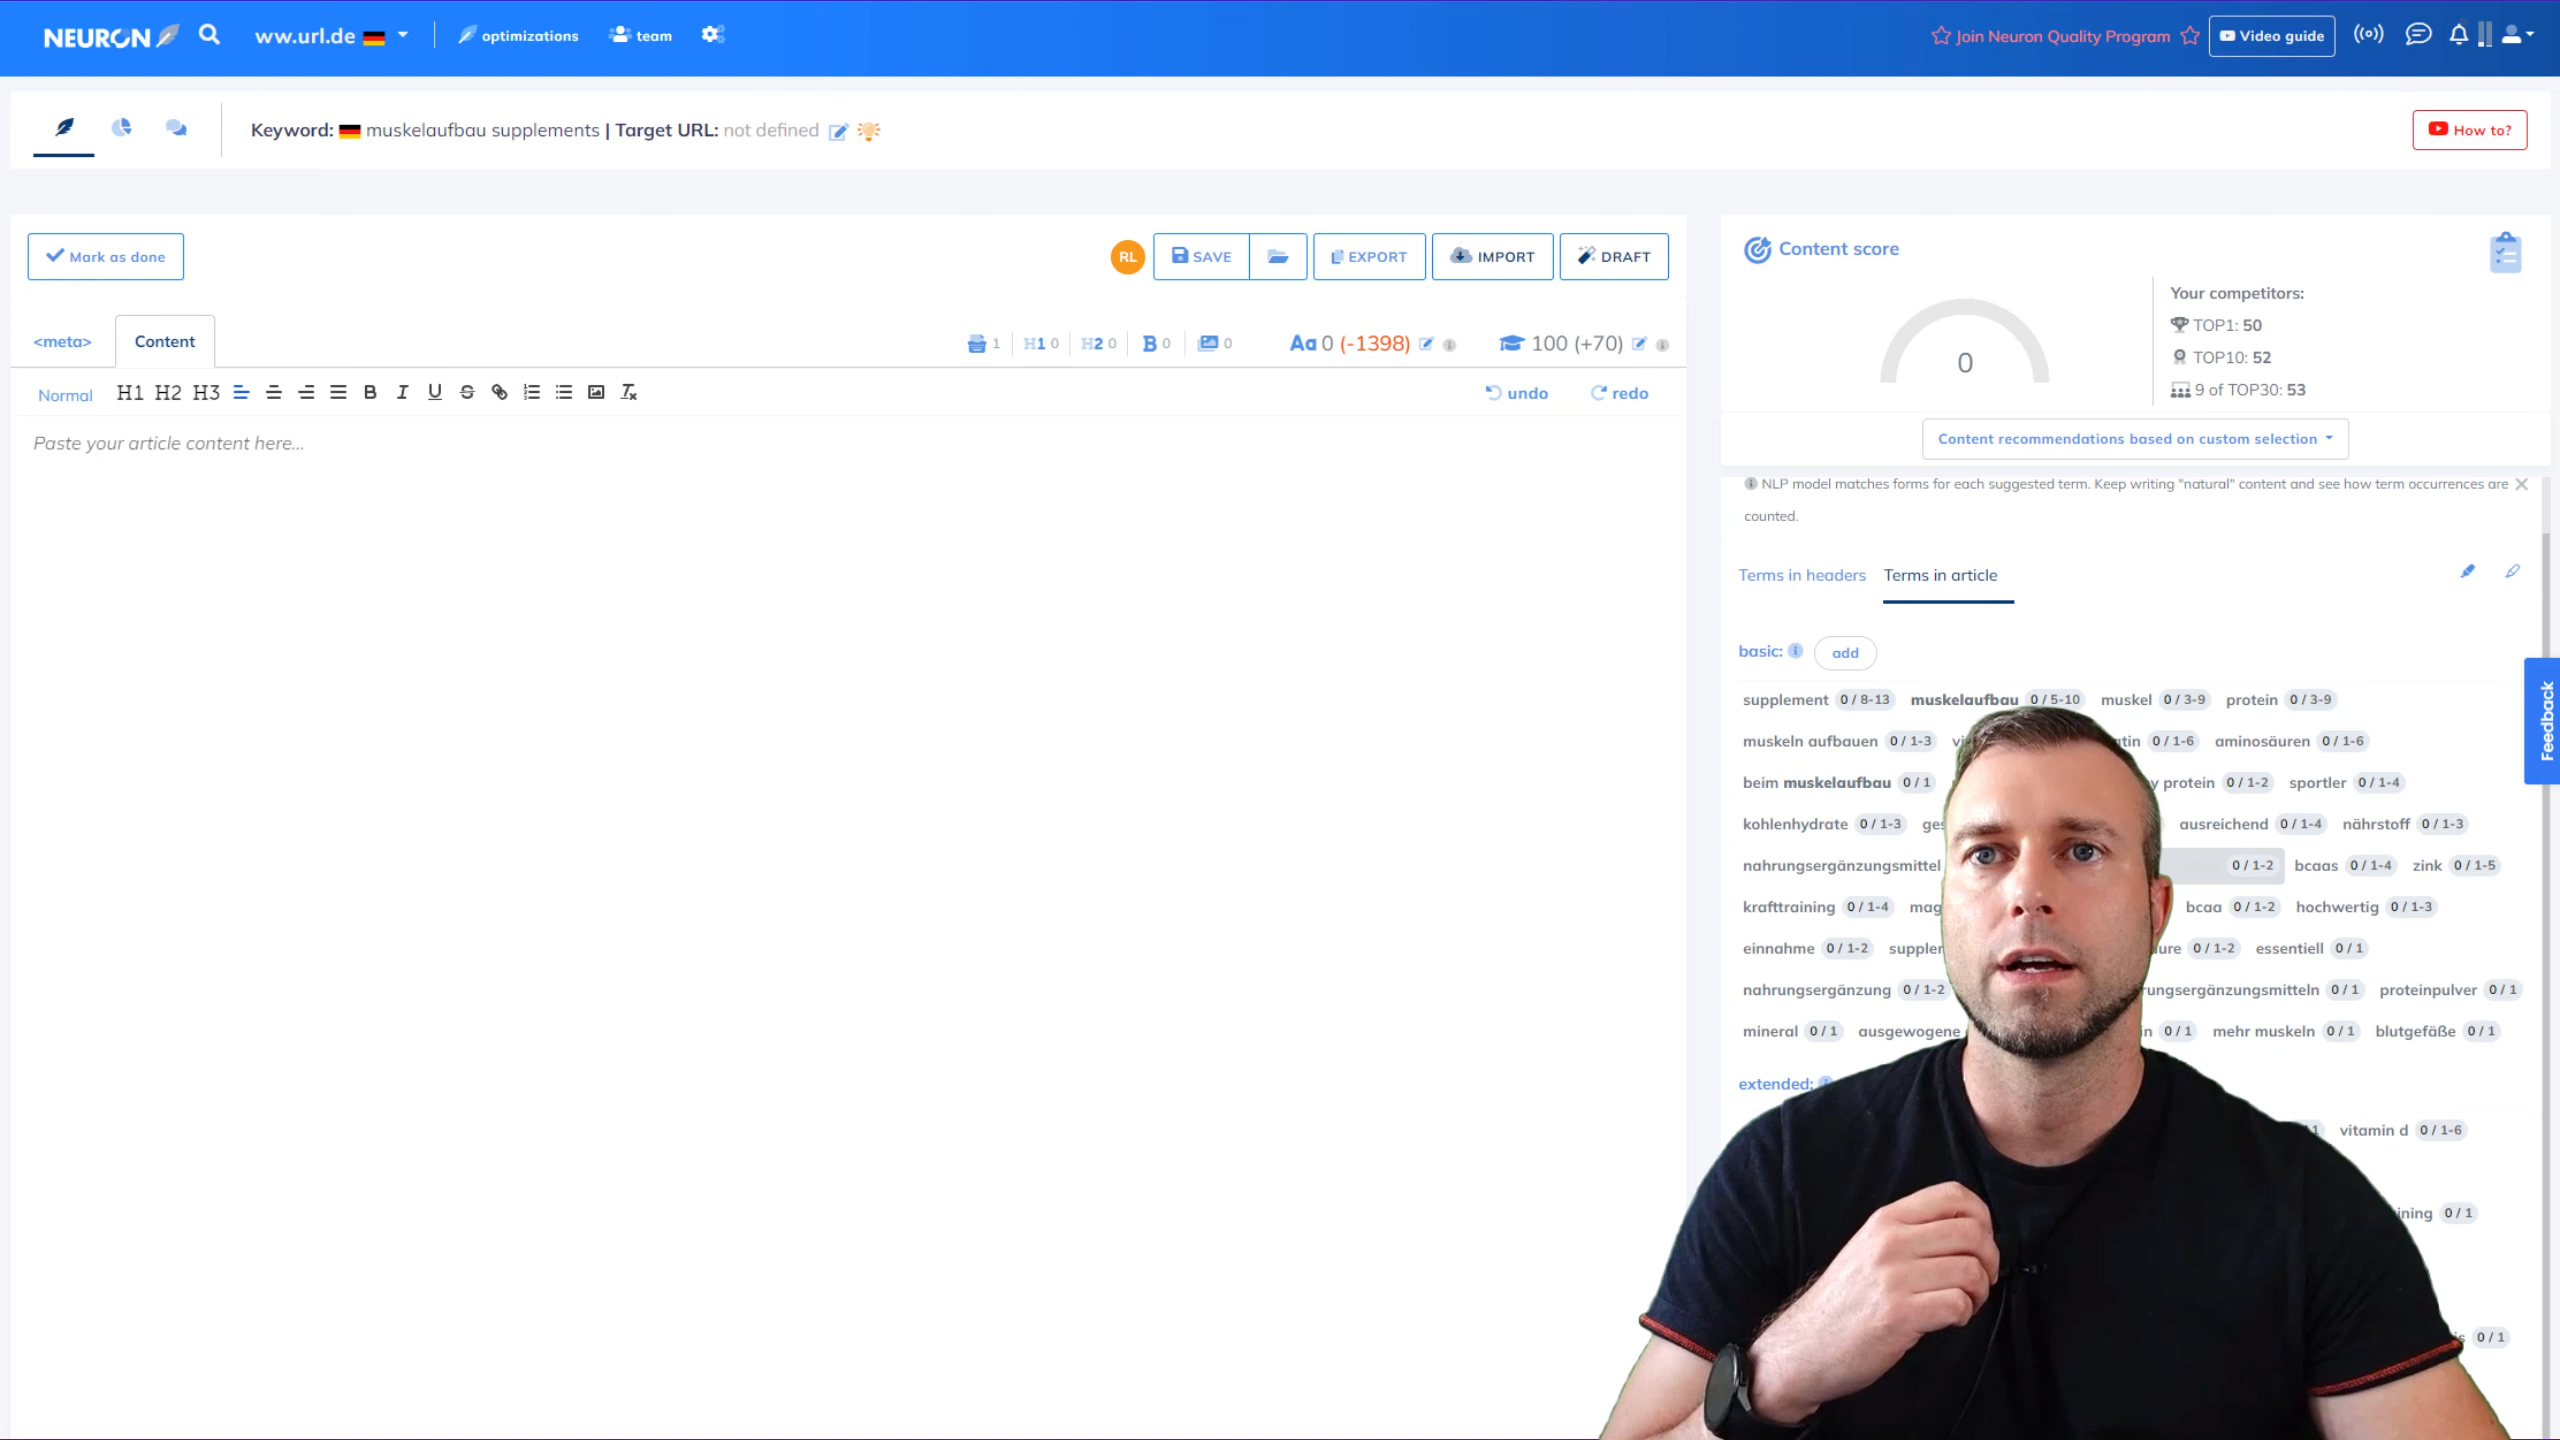 NEURON ww.url.de optimizations team Join Neuron Quality Program Video guide
Keyword: muskelaufbau supplements | Target URL: not defined How to?
Mark as done RL SAVE EXPORT IMPORT DRAFT
<meta> Content 1 H1 0 H2 0 B 0 0 Aa 0 (-1398) 100 (+70)
Normal H1 H2 H3 B I U S undo redo
Paste your article content here...
Content score
0
Your competitors:
TOP1: 50
TOP10: 52
9 of TOP30: 53
Content recommendations based on custom selection
NLP model matches forms for each suggested term. Keep writing "natural" content and see how term occurrences are
counted.
Terms in headers Terms in article
basic: add
supplement 0 / 8-13 muskelaufbau 0 / 5-10 muskel 0 / 3-9 protein 0 / 3-9
muskeln aufbauen 0 / 1-3 0 / 1-6 aminosäuren 0 / 1-6
beim muskelaufbau 0 / 1 protein 0 / 1-2 sportler 0 / 1-4
kohlenhydrate 0 / 1-3 ausreichend 0 / 1-4 nährstoff 0 / 1-3
nahrungsergänzungsmittel 0 / 1-2 bcaas 0 / 1-4 zink 0 / 1-5
krafttraining 0 / 1-4 bcaa 0 / 1-2 hochwertig 0 / 1-3
einnahme 0 / 1-2 0 / 1-2 essentiell 0 / 1
nahrungsergänzung 0 / 1-2 0 / 1 proteinpulver 0 / 1
mineral 0 / 1 ausgewogene 0 / 1 mehr muskeln 0 / 1 blutgefäße 0 / 1
extended:
vitamin d 0 / 1-6
0 / 1
0 / 1
Feedback